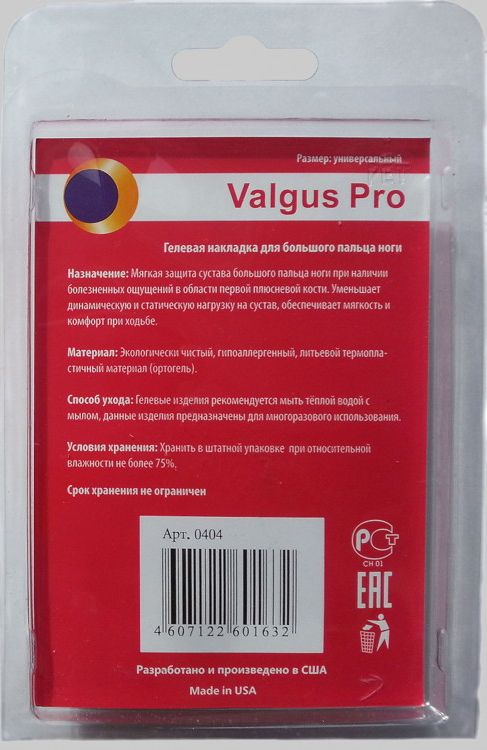 Размер: универсальный
Valgus Pro
Гелевая накладка для большого пальца ноги
Назначение: Мягкая защита сустава большого пальца ноги при наличии
болезненных ощущений в области первой плюсневой кости. Уменьшает
динамическую и статическую нагрузку на сустав, обеспечивает мягкость и
комфорт при ходьбе.
Материал: Экологически чистый, гипоаллергенный, литьевой термопла-
стичный материал (ортогель).
Способ ухода: Гелевые изделия рекомендуется мыть тёплой водой с
мылом, данные изделия предназначены для многоразового использования.
Условия хранения: Хранить в штатной упаковке при относительной
влажности не более 75%.
Срок хранения не ограничен
Арт. 0404
4 607122 601632
РСТ
СН 01
EAC
Разработано и произведено в США
Made in USA